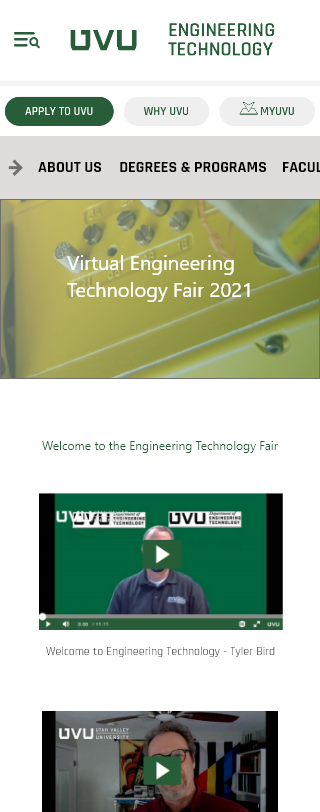 UVU
ENGINEERING
TECHNOLOGY
APPLY TO UVU
WHY UVU
MYUVU
ABOUT US
DEGREES & PROGRAMS
FACUL
Virtual Engineering
Technology Fair 2021
Welcome to the Engineering Technology Fair
UVU
UVU Department of
ENGINEERING
TECHNOLOGY
UVU Department of
ENGINEERING
TECHNOLOGY
UVU
Welcome to Engineering Technology - Tyler Bird
UVU UTAH VALLEY
UNIVERSITY